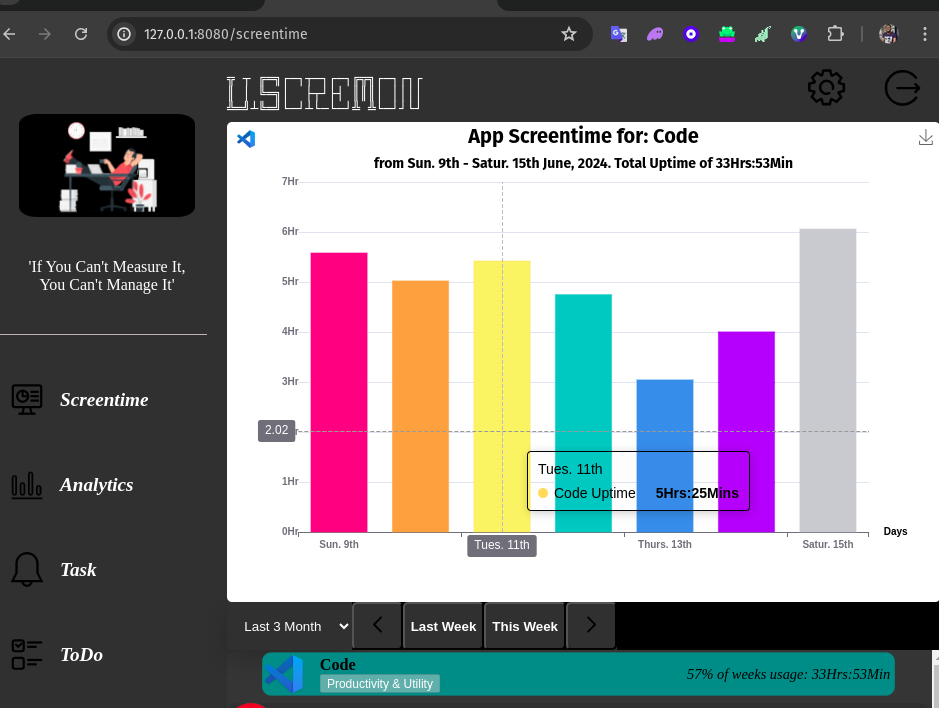 127.0.0.1:8080/screentime
LISCREMON
App Screentime for: Code
from Sun. 9th - Satur. 15th June, 2024. Total Uptime of 33Hrs:53Min
'If You Can't Measure It,
You Can't Manage It'
Screentime
Analytics
Task
ToDo
7Hr
6Hr
5Hr
4Hr
3Hr
2.02
1Hr
0Hr
Tues. 11th
Code Uptime 5Hrs:25Mins
Days
Sun. 9th
Tues. 11th
Thurs. 13th
Satur. 15th
Last 3 Month
Last Week
This Week
Code
Productivity & Utility
57% of weeks usage: 33Hrs:53Min